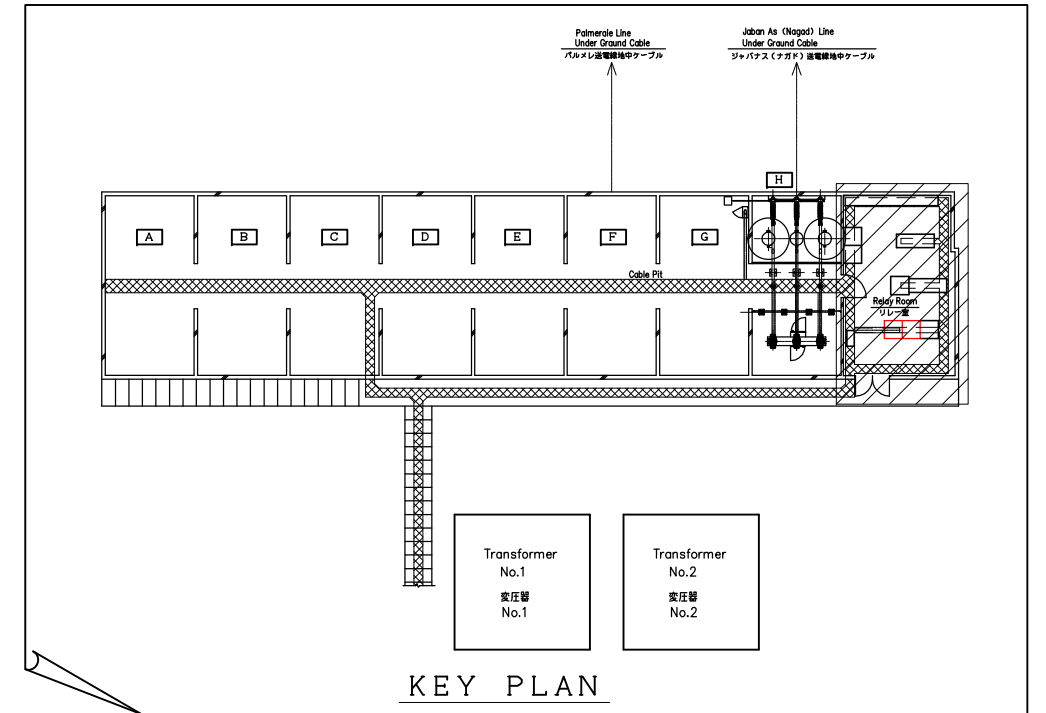 Palmeraie Line
Under Ground Cable
パルメレ送電線地中ケーブル
Jaban As (Nagad) Line
Under Ground Cable
ジャバナス（ナガド）送電線地中ケーブル
H
A
B
C
D
E
F
G
Cable Pit
Relay Room
リレー室
Transformer
No.1
変圧器
No.1
Transformer
No.2
変圧器
No.2
KEY PLAN